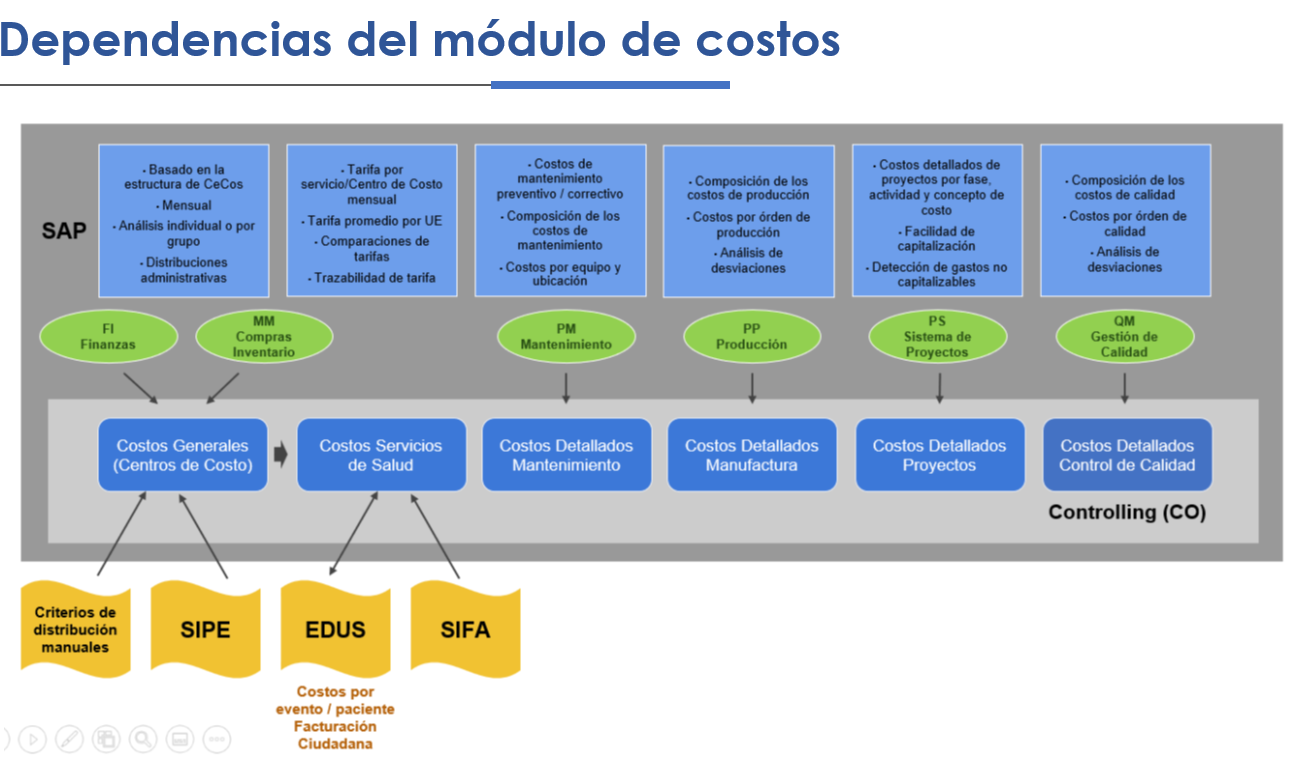 Dependencias del módulo de costos
SAP
- Basado en la
estructura de CeCos
- Mensual
- Análisis individual o por
grupo
- Distribuciones
administrativas
- Tarifa por
servicio/Centro de Costo
mensual
- Tarifa promedio por UE
- Comparaciones de
tarifas
- Trazabilidad de tarifa
- Costos de
mantenimiento
preventivo / correctivo
- Composición de los
costos de
mantenimiento
- Costos por equipo y
ubicación
- Composición de los
costos de producción
- Costos por órden de
producción
- Análisis de
desviaciones
- Costos detallados de
proyectos por fase,
actividad y concepto de
costo
- Facilidad de
capitalización
- Detección de gastos no
capitalizables
- Composición de los
costos de calidad
- Costos por órden de
calidad
- Análisis de
desviaciones
FI
Finanzas
MM
Compras
Inventario
PM
Mantenimiento
PP
Producción
PS
Sistema de
Proyectos
QM
Gestión de
Calidad
Costos Generales
(Centros de Costo)
Costos Servicios
de Salud
Costos Detallados
Mantenimiento
Costos Detallados
Manufactura
Costos Detallados
Proyectos
Costos Detallados
Control de Calidad
Controlling (CO)
Criterios de
distribución
manuales
SIPE
EDUS
SIFA
Costos por
evento / paciente
Facturación
Ciudadana